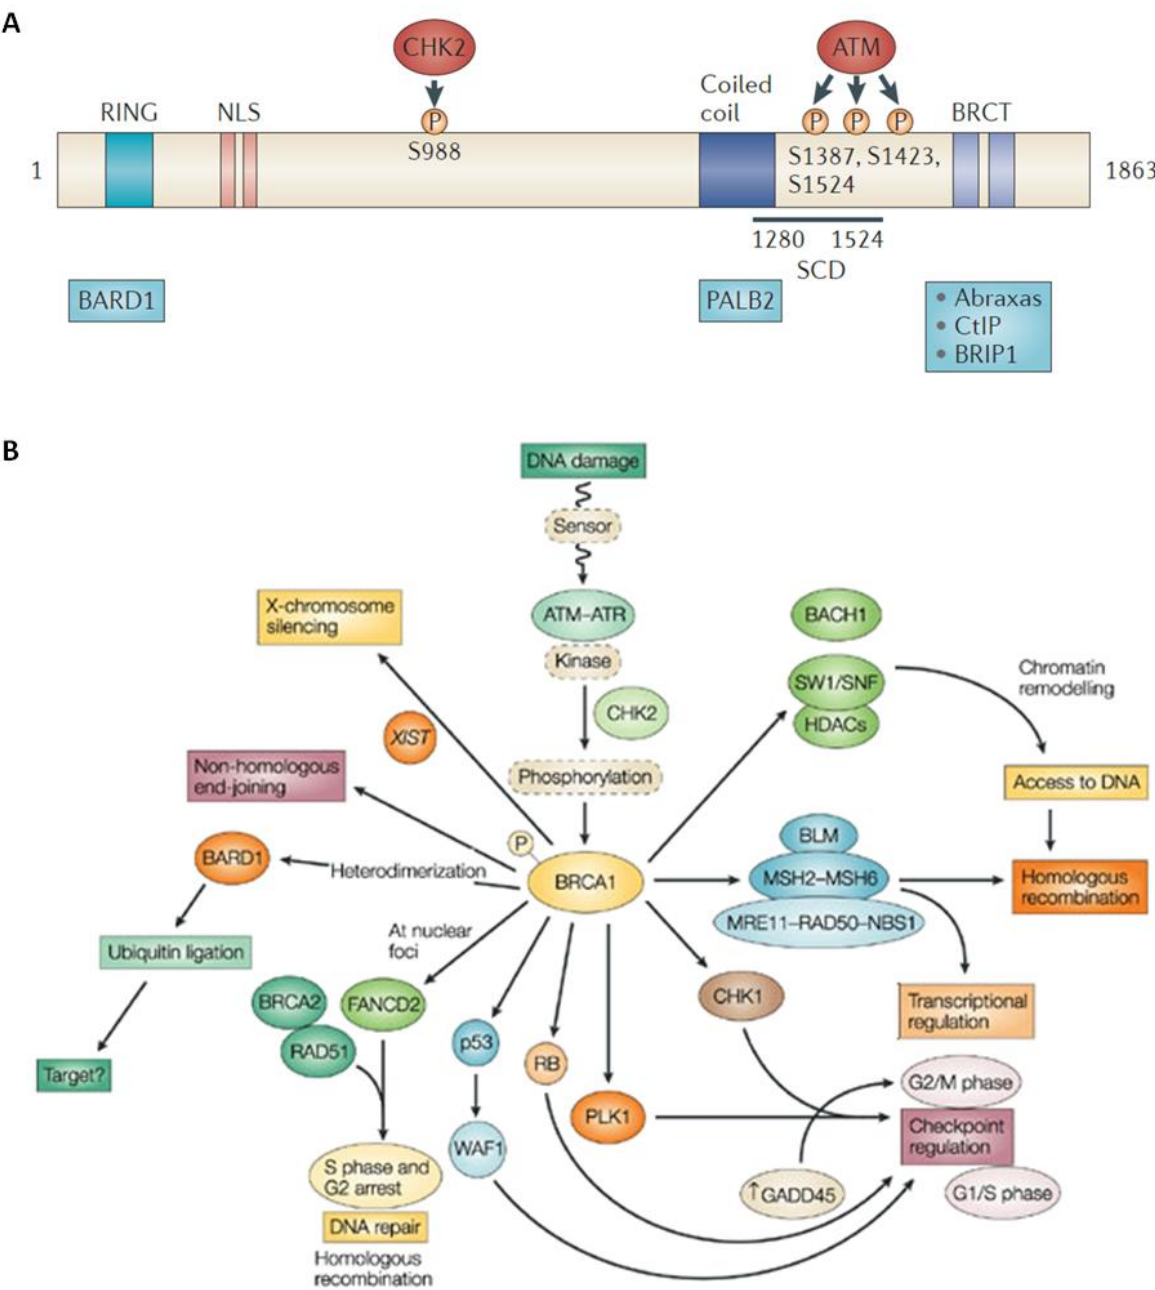 A
CHK2
ATM
RING
NLS
Coiled
coil
BRCT
P
P
P
P
1
S988
S1387, S1423,
S1524
1863
1280
1524
SCD
BARD1
PALB2
• Abraxas
• CtIP
• BRIP1
B
DNA damage
Sensor
ATM–ATR
Kinase
CHK2
Phosphorylation
P
BRCA1
X-chromosome
silencing
XIST
Non-homologous
end-joining
BARD1
Heterodimerization
Ubiquitin ligation
Target?
At nuclear
foci
BRCA2
FANCD2
RAD51
S phase and
G2 arrest
DNA repair
Homologous
recombination
p53
WAF1
RB
PLK1
CHK1
BACH1
SW1/SNF
HDACs
Chromatin
remodelling
Access to DNA
BLM
MSH2–MSH6
MRE11–RAD50–NBS1
Homologous
recombination
Transcriptional
regulation
G2/M phase
Checkpoint
regulation
G1/S phase
↑GADD45